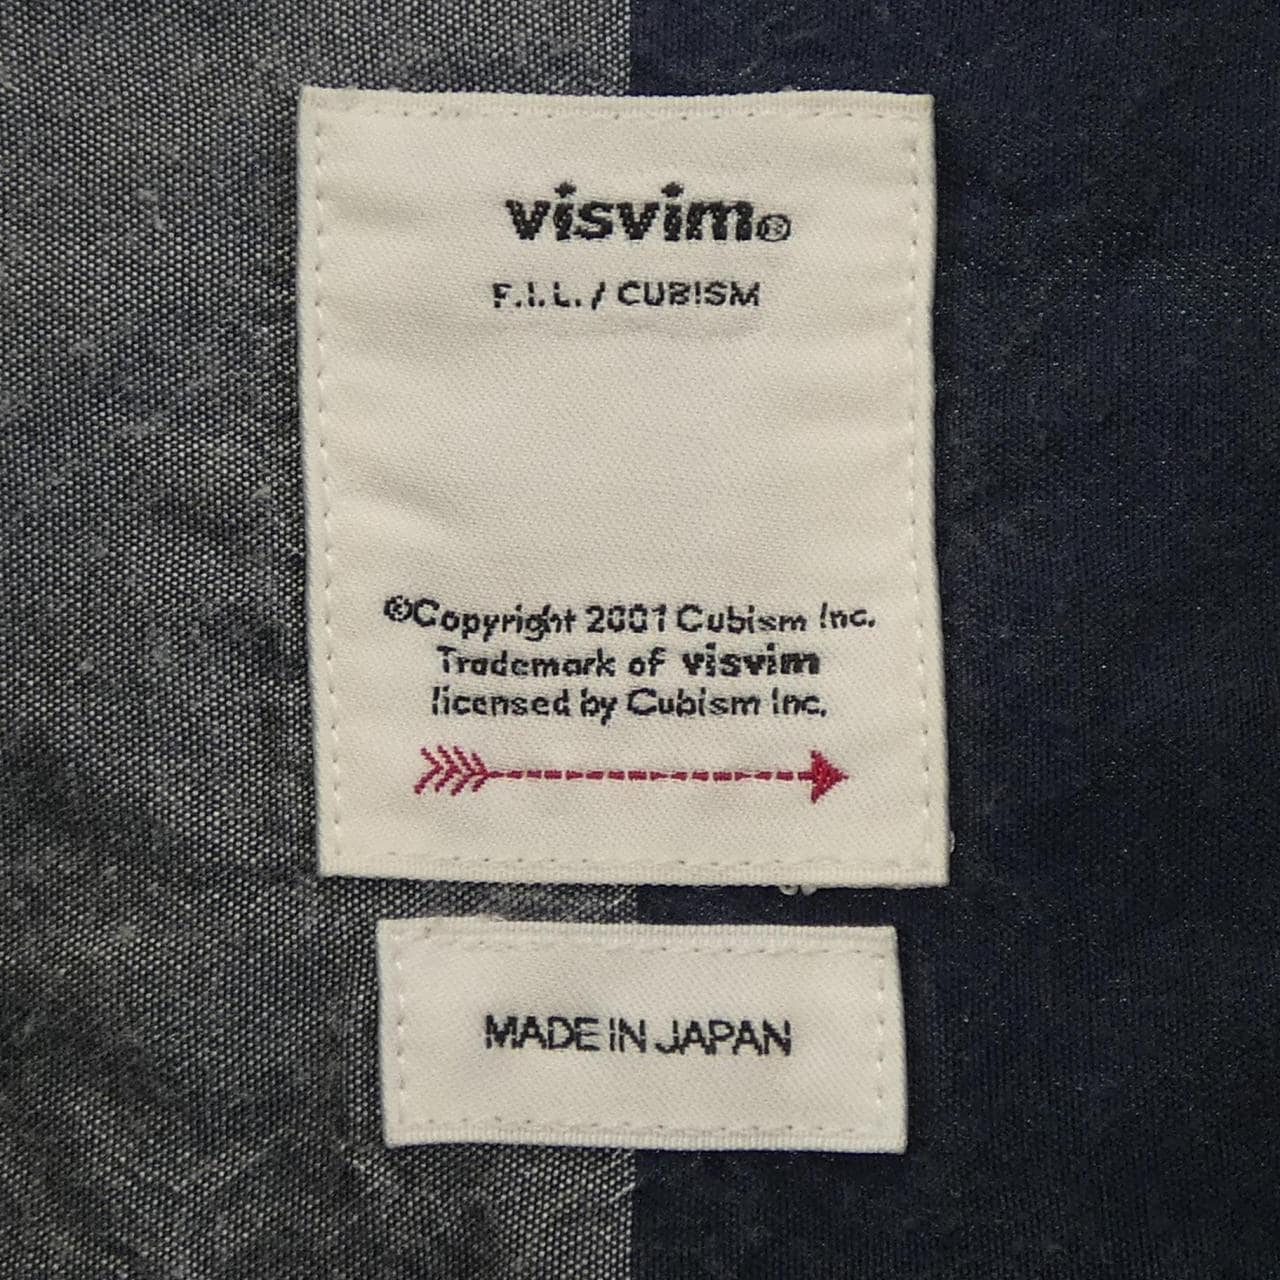 visvim®
F.I.L. / CUBISM
©Copyright 2001 Cubism Inc.
Trademark of visvim
licensed by Cubism Inc.
MADE IN JAPAN